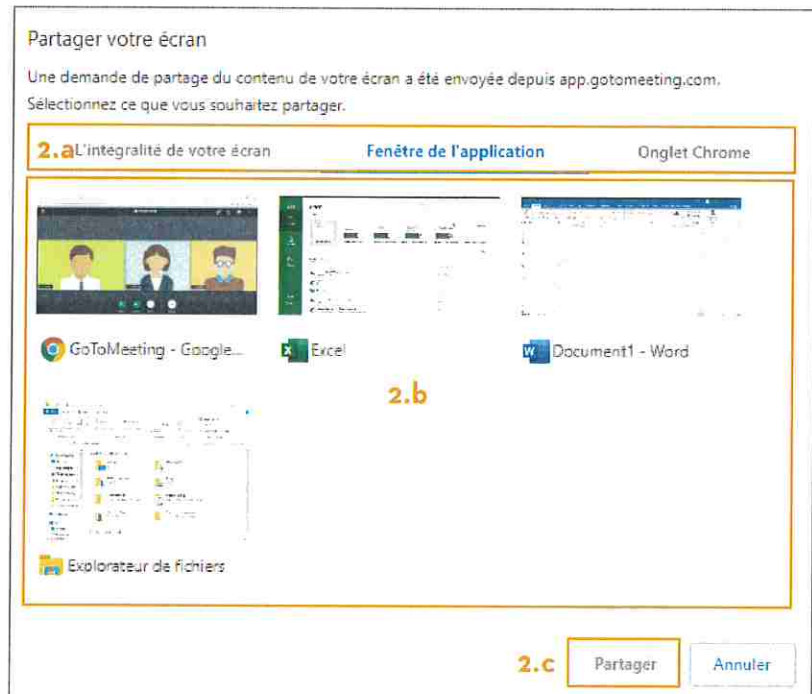 Partager votre écran
Une demande de partage du contenu de votre écran a été envoyée depuis app.gotomeeting.com.
Sélectionnez ce que vous souhaitez partager.
2.a L'intégralité de votre écran Fenêtre de l'application Onglet Chrome
GoToMeeting - Google... Excel Document1 - Word
2.b
Explorateur de fichiers
2.c Partager Annuler